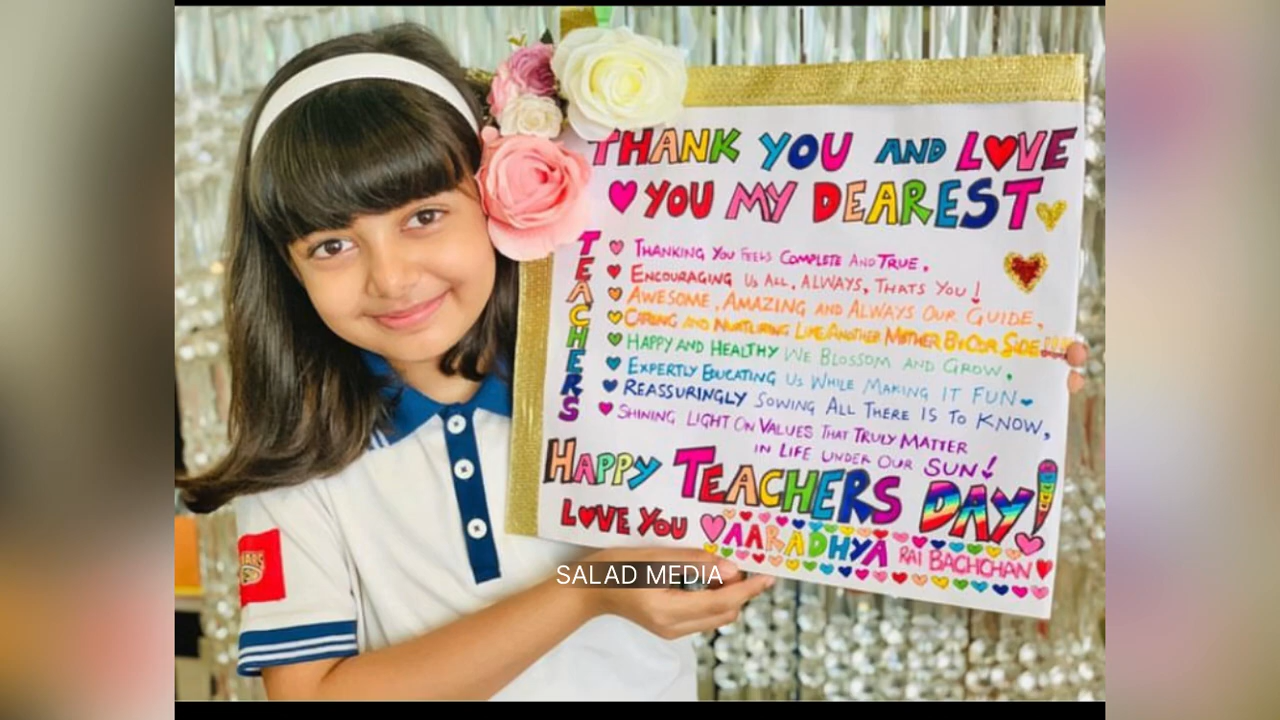 THANK YOU AND LOVE
YOU MY DEAREST
TEACHERS
THANKING YOU FEELS COMPLETE AND TRUE,
ENCOURAGING US ALL, ALWAYS, THATS YOU!
AWESOME, AMAZING AND ALWAYS OUR GUIDE,
CARING AND NURTURING LIKE ANOTHER MOTHER BY OUR SIDE!!!!
HAPPY AND HEALTHY WE BLOSSOM AND GROW,
EXPERTLY EDUCATING US WHILE MAKING IT FUN
REASSURINGLY SOWING ALL THERE IS TO KNOW,
SHINING LIGHT ON VALUES THAT TRULY MATTER
IN LIFE UNDER OUR SUN!
HAPPY TEACHERS DAY!
LOVE YOU AARADHYA RAI BACHCHAN
SALAD MEDIA